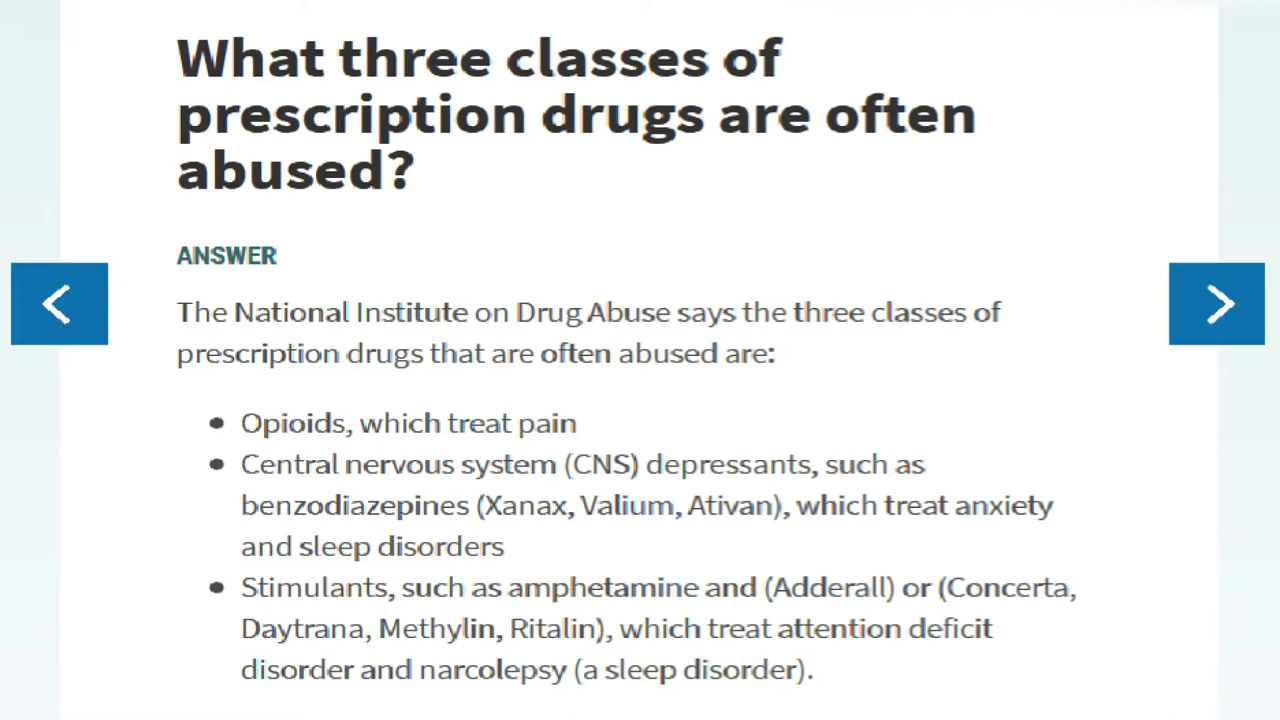 What three classes of
prescription drugs are often
abused?
ANSWER
The National Institute on Drug Abuse says the three classes of
prescription drugs that are often abused are:
• Opioids, which treat pain
• Central nervous system (CNS) depressants, such as
benzodiazepines (Xanax, Valium, Ativan), which treat anxiety
and sleep disorders
• Stimulants, such as amphetamine and (Adderall) or (Concerta,
Daytrana, Methylin, Ritalin), which treat attention deficit
disorder and narcolepsy (a sleep disorder).